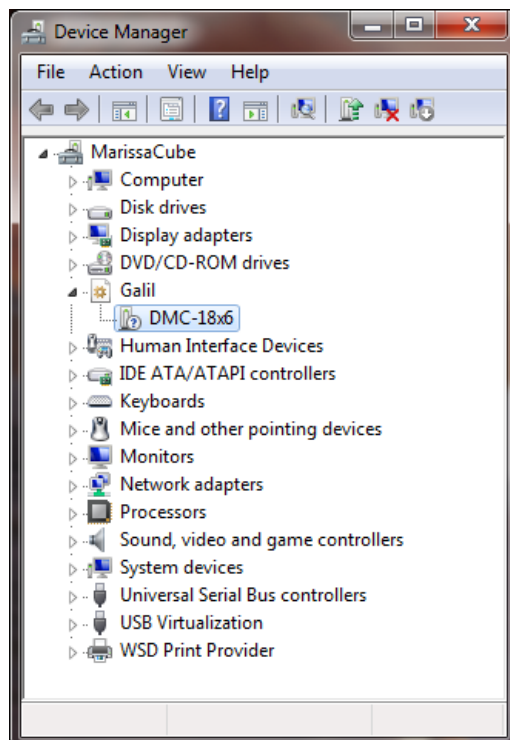 Device Manager
File Action View Help
MarissaCube
Computer
Disk drives
Display adapters
DVD/CD-ROM drives
Galil
DMC-18x6
Human Interface Devices
IDE ATA/ATAPI controllers
Keyboards
Mice and other pointing devices
Monitors
Network adapters
Processors
Sound, video and game controllers
System devices
Universal Serial Bus controllers
USB Virtualization
WSD Print Provider